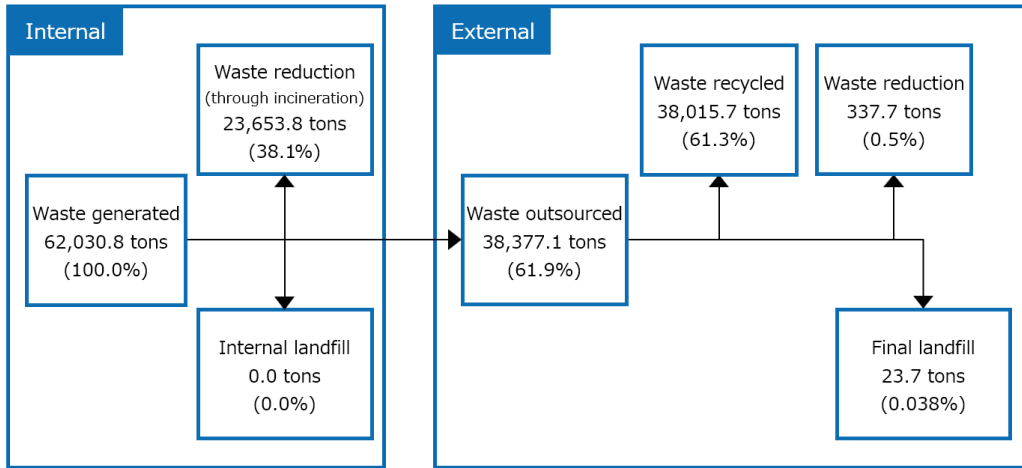 Internal
Waste reduction
(through incineration)
23,653.8 tons
(38.1%)
Waste generated
62,030.8 tons
(100.0%)
Internal landfill
0.0 tons
(0.0%)
External
Waste outsourced
38,377.1 tons
(61.9%)
Waste recycled
38,015.7 tons
(61.3%)
Waste reduction
337.7 tons
(0.5%)
Final landfill
23.7 tons
(0.038%)